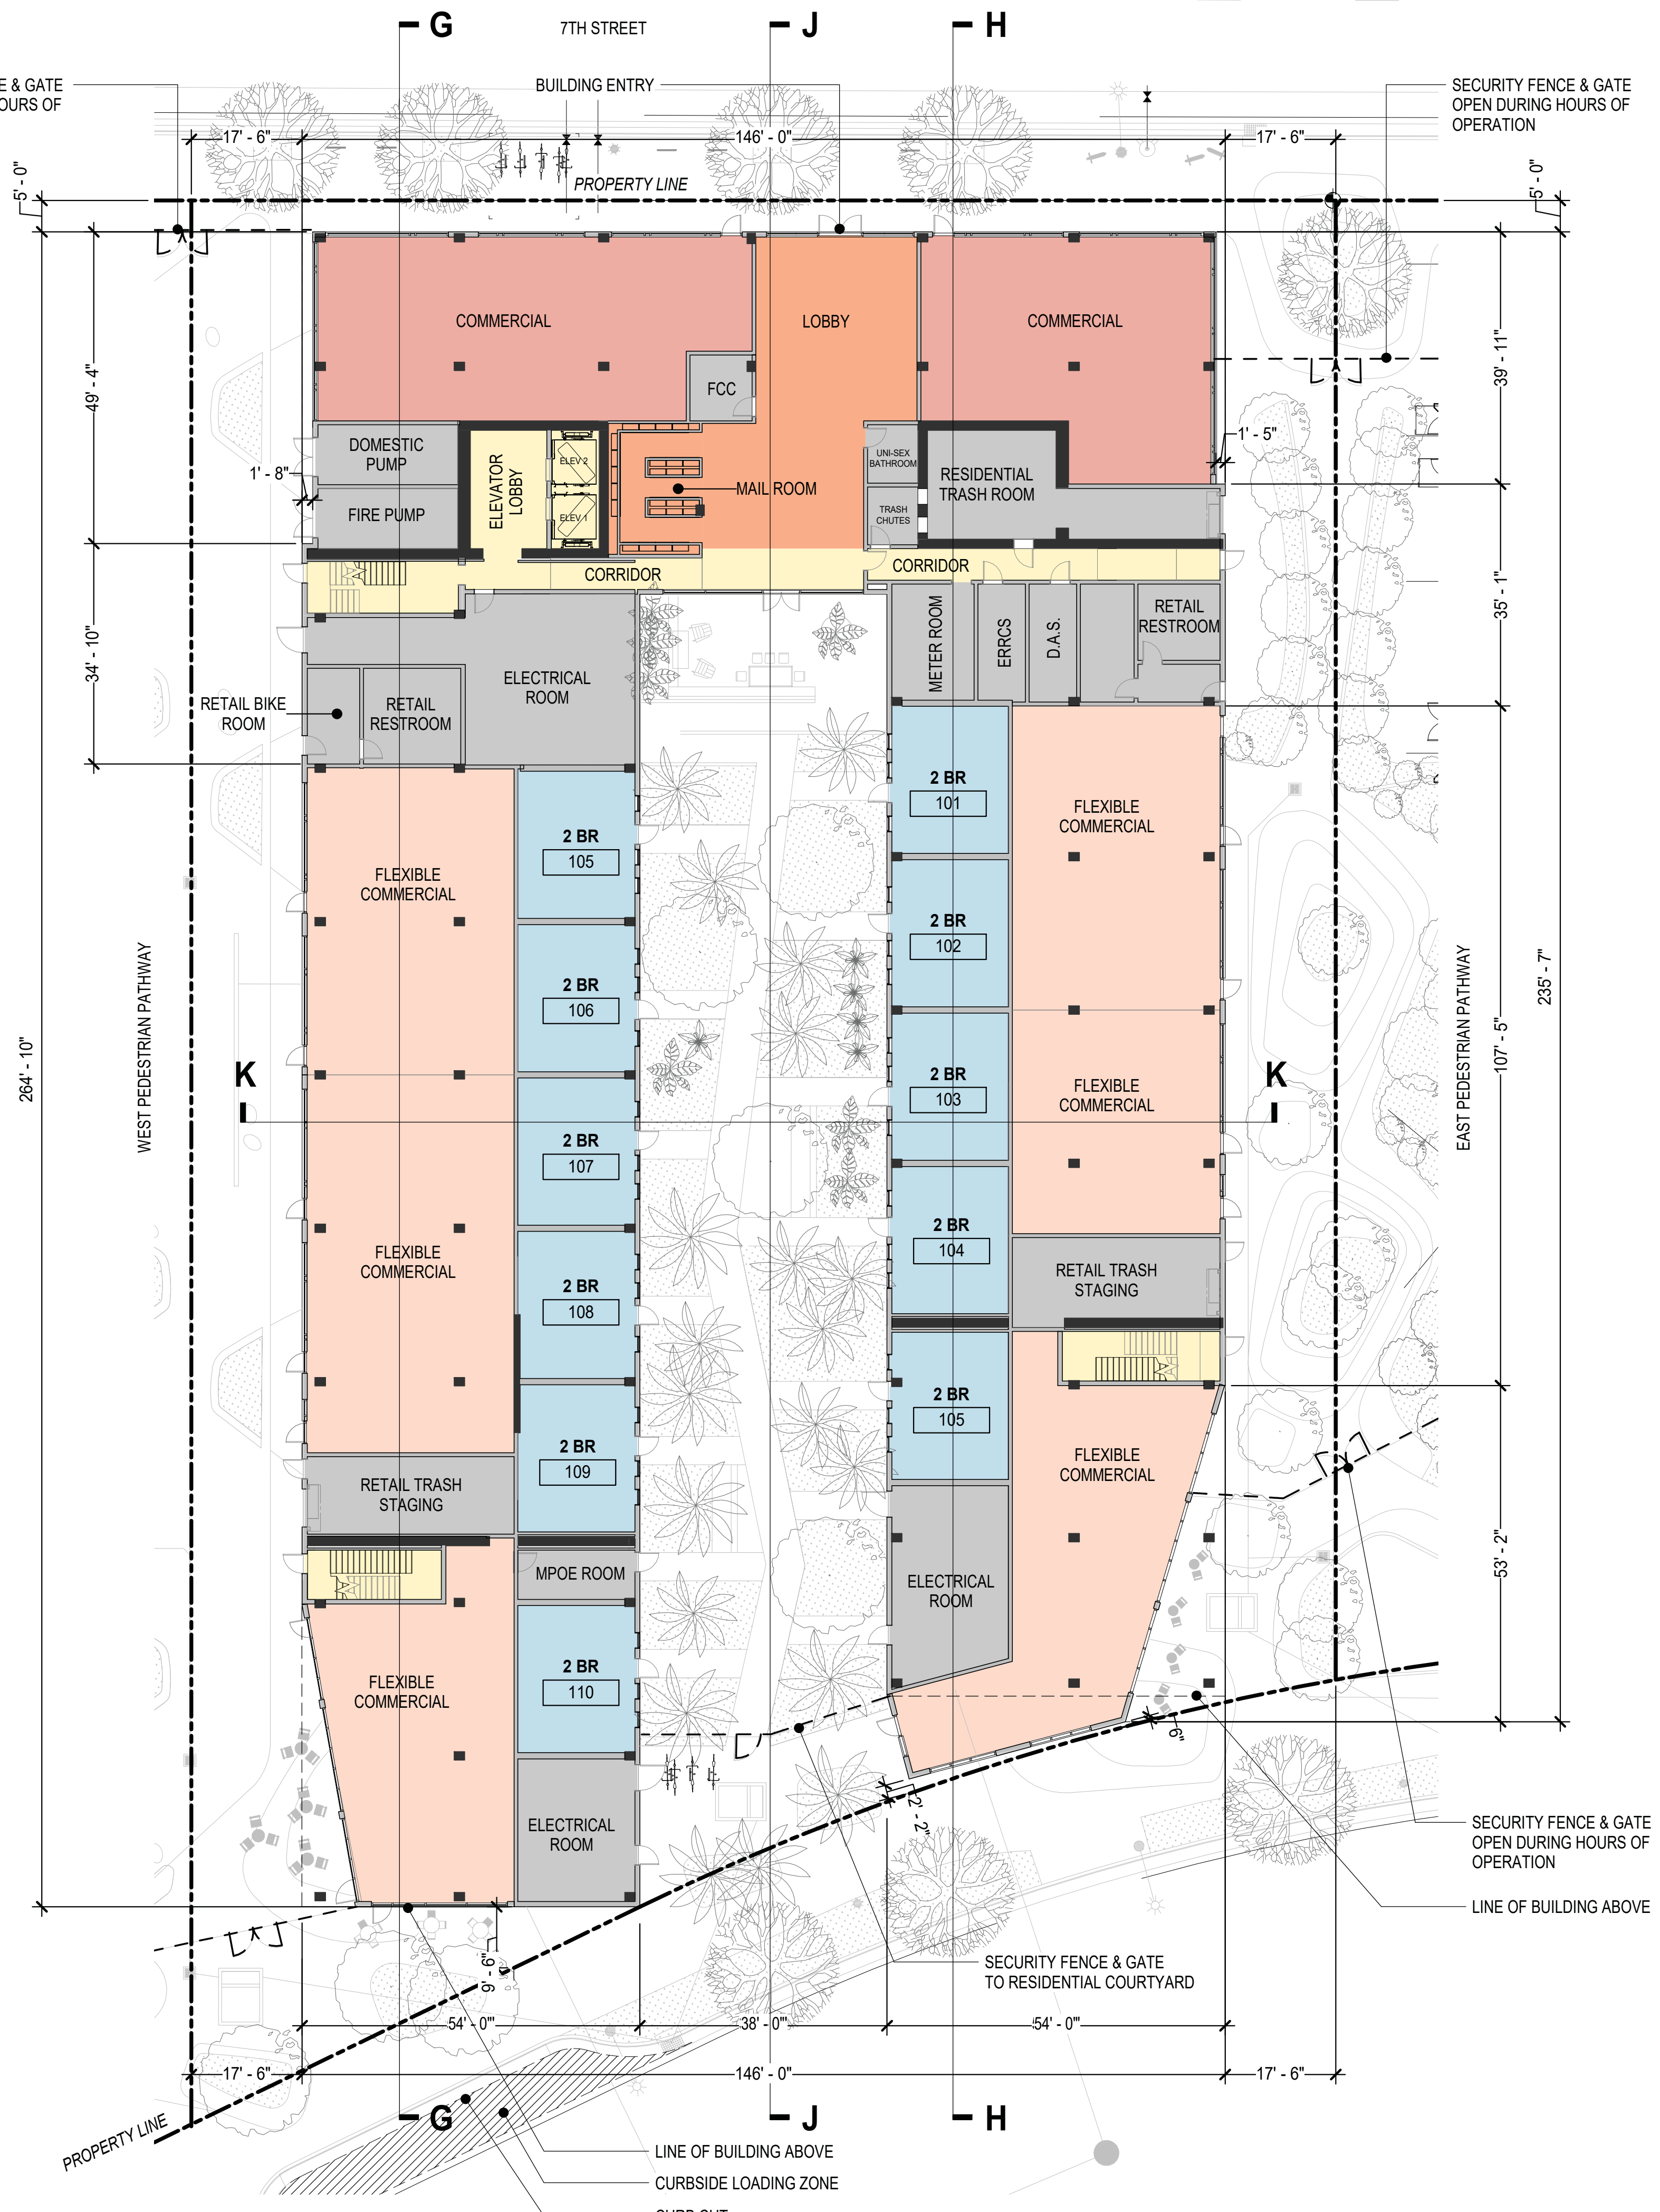 G
7TH STREET
J
H
E & GATE
OURS OF
BUILDING ENTRY
SECURITY FENCE & GATE
OPEN DURING HOURS OF
OPERATION
17' - 6"
146' - 0"
17' - 6"
5' - 0"
PROPERTY LINE
5' - 0"
COMMERCIAL
LOBBY
COMMERCIAL
49' - 4"
39' - 11"
FCC
DOMESTIC
PUMP
ELEVATOR
LOBBY
ELEV 2
ELEV 1
UNI-SEX
BATHROOM
RESIDENTIAL
TRASH ROOM
1' - 5"
1' - 8"
MAIL ROOM
FIRE PUMP
TRASH
CHUTES
CORRIDOR
CORRIDOR
34' - 10"
35' - 1"
METER ROOM
ERRCS
D.A.S.
RETAIL
RESTROOM
ELECTRICAL
ROOM
RETAIL BIKE
ROOM
RETAIL
RESTROOM
2 BR
101
FLEXIBLE
COMMERCIAL
2 BR
105
FLEXIBLE
COMMERCIAL
2 BR
102
2 BR
106
WEST PEDESTRIAN PATHWAY
EAST PEDESTRIAN PATHWAY
235' - 7"
264' - 10"
107' - 5"
K
K
2 BR
103
FLEXIBLE
COMMERCIAL
2 BR
107
2 BR
104
FLEXIBLE
COMMERCIAL
RETAIL TRASH
STAGING
2 BR
108
2 BR
105
2 BR
109
FLEXIBLE
COMMERCIAL
RETAIL TRASH
STAGING
53' - 2"
MPOE ROOM
ELECTRICAL
ROOM
2 BR
110
FLEXIBLE
COMMERCIAL
6"
2' - 2"
ELECTRICAL
ROOM
SECURITY FENCE & GATE
OPEN DURING HOURS OF
OPERATION
LINE OF BUILDING ABOVE
9' - 6"
SECURITY FENCE & GATE
TO RESIDENTIAL COURTYARD
54' - 0"
38' - 0"
54' - 0"
17' - 6"
146' - 0"
17' - 6"
G
J
H
PROPERTY LINE
LINE OF BUILDING ABOVE
CURBSIDE LOADING ZONE
CURB CUT